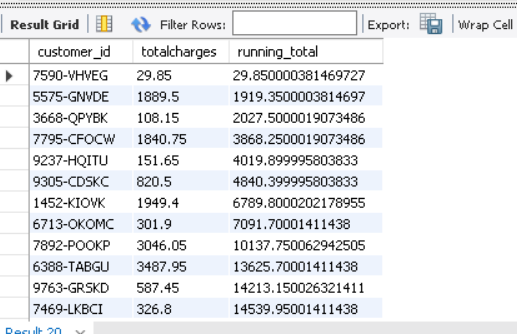 Result Grid Filter Rows: Export: Wrap Cell
customer_id totalcharges running_total
7590-VHVEG 29.85 29.850000381469727
5575-GNVDE 1889.5 1919.3500003814697
3668-QPYBK 108.15 2027.5000019073486
7795-CFOCW 1840.75 3868.2500019073486
9237-HQITU 151.65 4019.899995803833
9305-CDSKC 820.5 4840.399995803833
1452-KIOVK 1949.4 6789.8000202178955
6713-OKOMC 301.9 7091.70001411438
7892-POOKP 3046.05 10137.750062942505
6388-TABGU 3487.95 13625.70001411438
9763-GRSKD 587.45 14213.150026321411
7469-LKBCI 326.8 14539.95001411438
Result 20